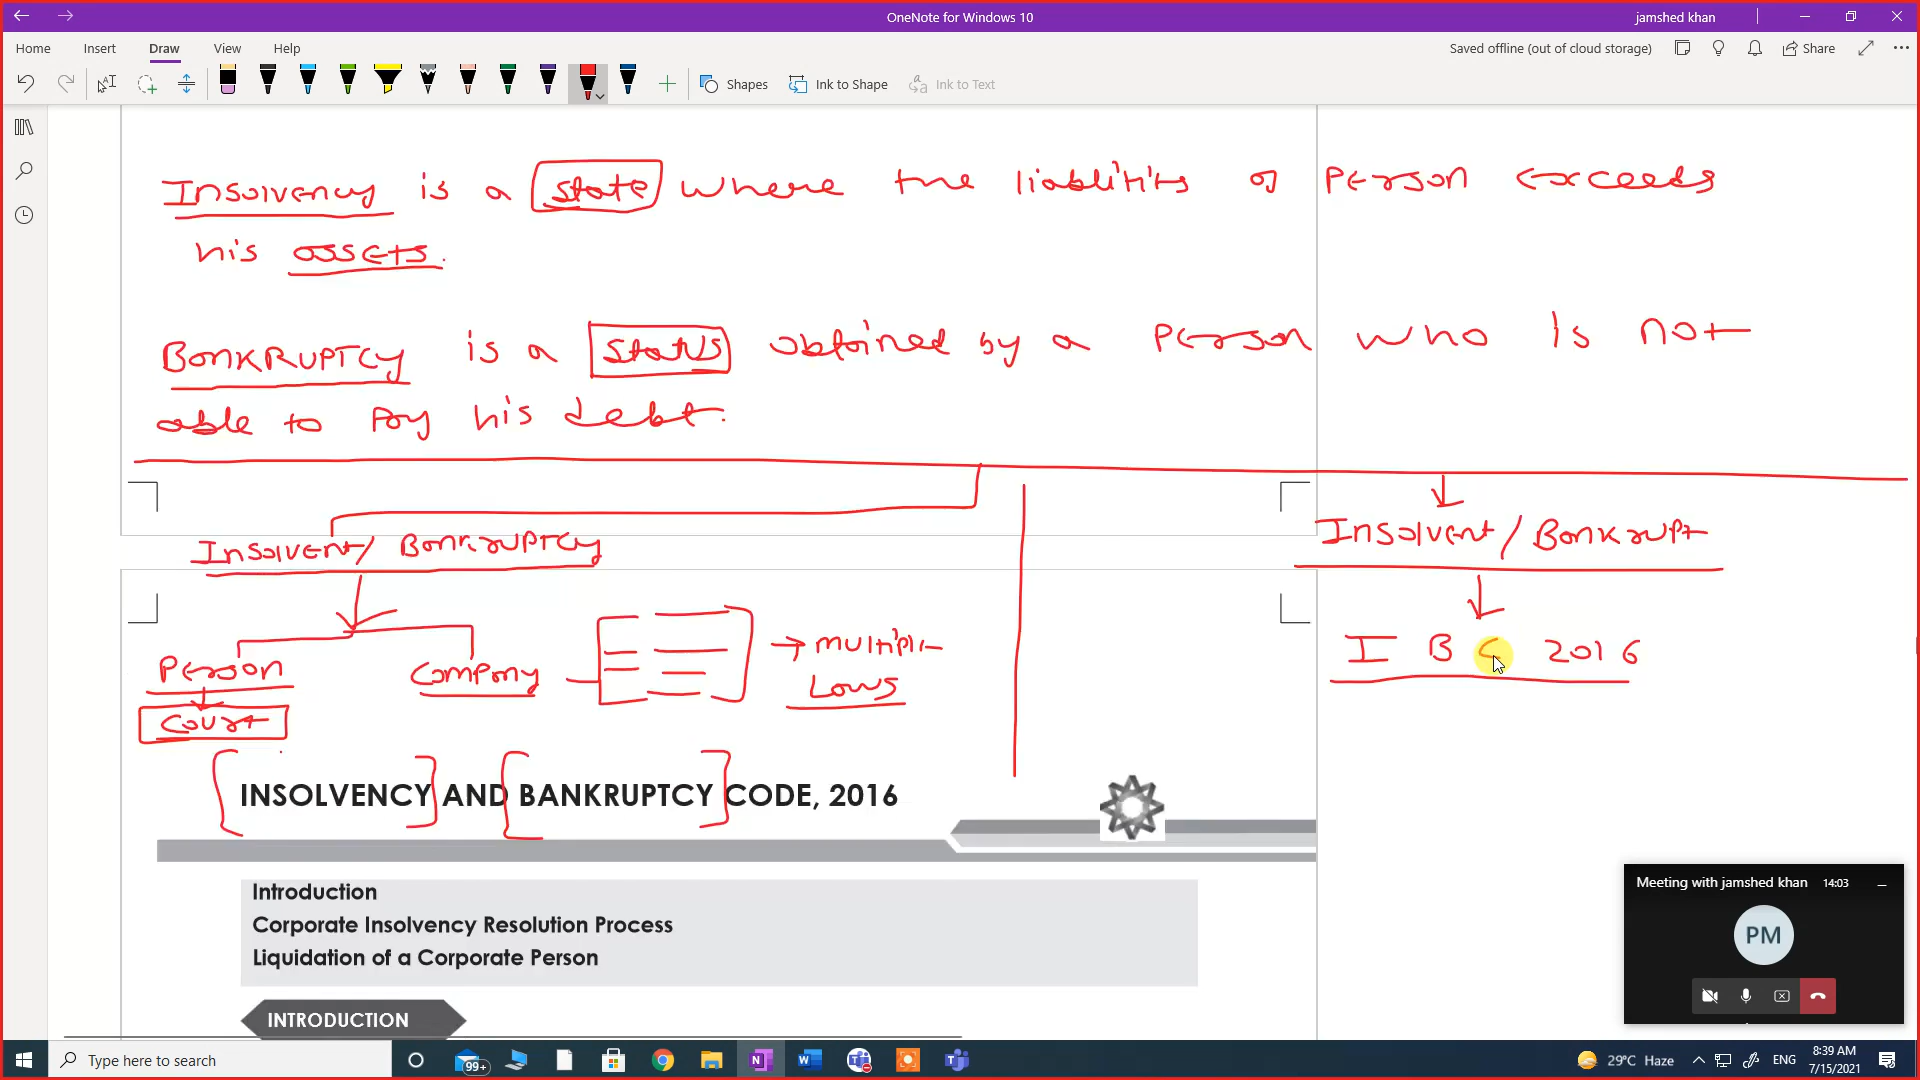 OneNote for Windows 10
jamshed khan
Home Insert Draw View Help
Saved offline (out of cloud storage)
Share
Shapes
Ink to Shape
Ink to Text
Insolvency is a state where the liablitits of Person exceeds
his assets.
BANKRUPTCY is a status obtained by a Person who is not
able to Pay his debt.
Insolvent/ Bankruptcy
Insolvent / Bankrupt
Person
Company
→ multipl
Laws
Court
I B C 2016
INSOLVENCY AND BANKRUPTCY CODE, 2016
Introduction
Corporate Insolvency Resolution Process
Liquidation of a Corporate Person
INTRODUCTION
Meeting with jamshed khan 14:03
PM
Type here to search
99+
29°C Haze
ENG
8:39 AM
7/15/2021